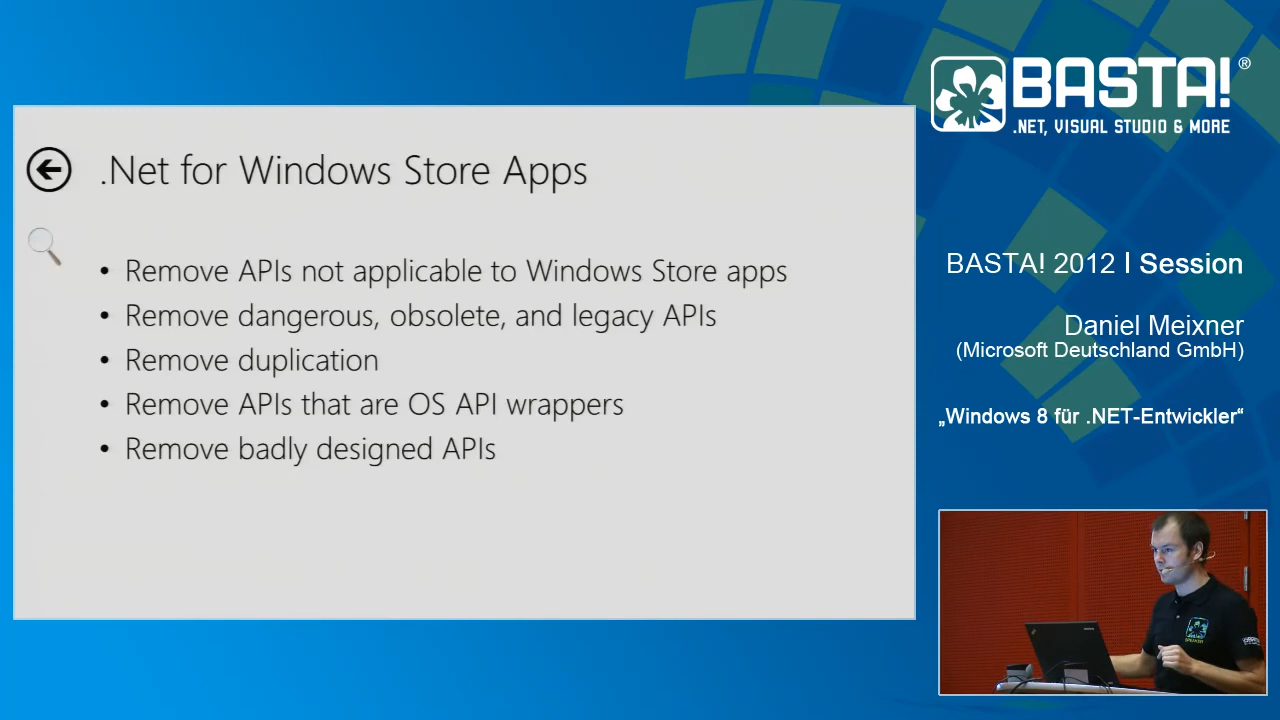 BASTA!®
.NET, VISUAL STUDIO & MORE
.Net for Windows Store Apps
• Remove APIs not applicable to Windows Store apps
• Remove dangerous, obsolete, and legacy APIs
• Remove duplication
• Remove APIs that are OS API wrappers
• Remove badly designed APIs
BASTA! 2012 I Session
Daniel Meixner
(Microsoft Deutschland GmbH)
„Windows 8 für .NET-Entwickler“